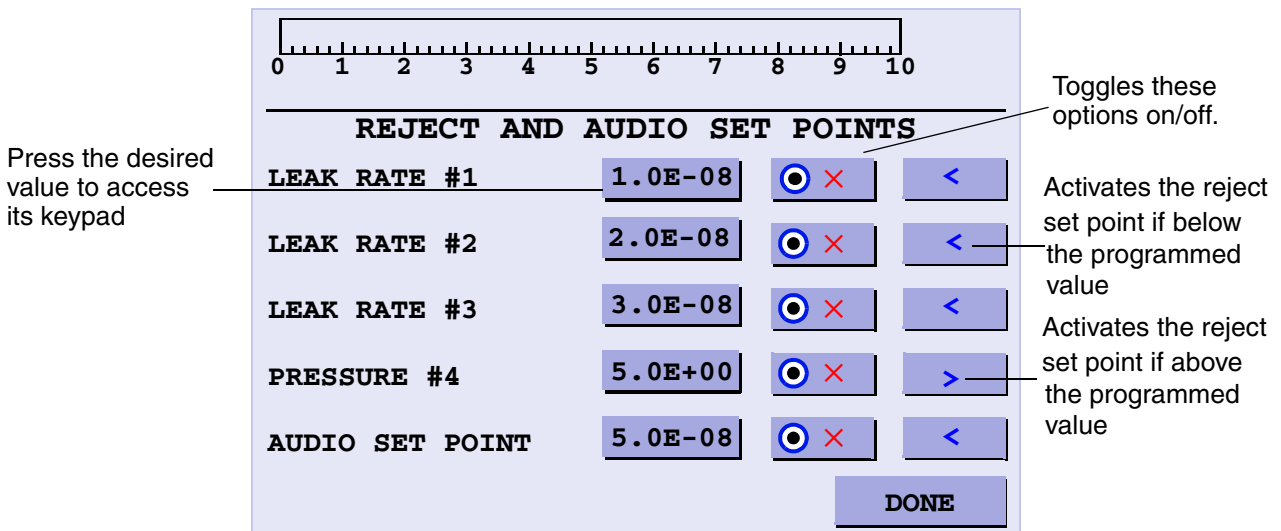 0 1 2 3 4 5 6 7 8 9 10
REJECT AND AUDIO SET POINTS
Toggles these
options on/off.
Press the desired
value to access
its keypad
LEAK RATE #1 1.0E-08 <
LEAK RATE #2 2.0E-08 <
LEAK RATE #3 3.0E-08 <
PRESSURE #4 5.0E+00 >
AUDIO SET POINT 5.0E-08 <
DONE
Activates the reject
set point if below
the programmed
value
Activates the reject
set point if above
the programmed
value